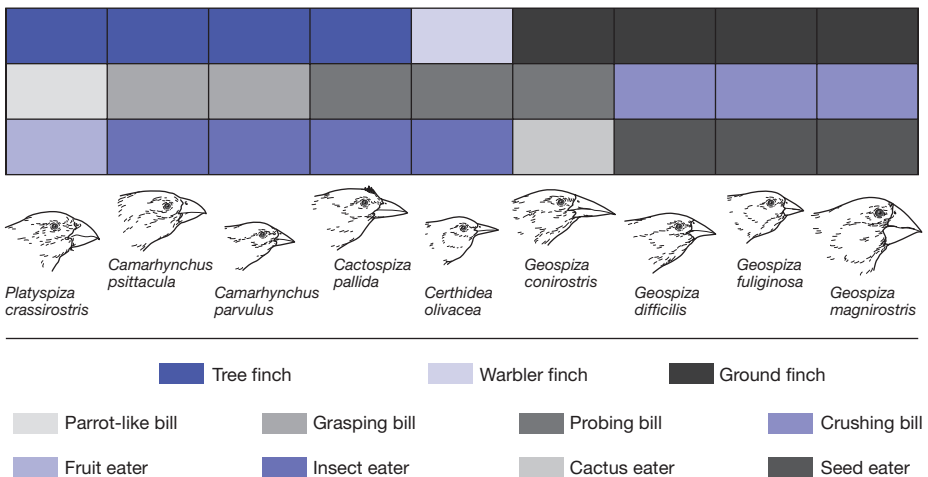 Platyspiza
crassirostris
Camarhynchus
psittacula
Camarhynchus
parvulus
Cactospiza
pallida
Certhidea
olivacea
Geospiza
conirostris
Geospiza
difficilis
Geospiza
fuliginosa
Geospiza
magnirostris
Tree finch
Warbler finch
Ground finch
Parrot-like bill
Grasping bill
Probing bill
Crushing bill
Fruit eater
Insect eater
Cactus eater
Seed eater